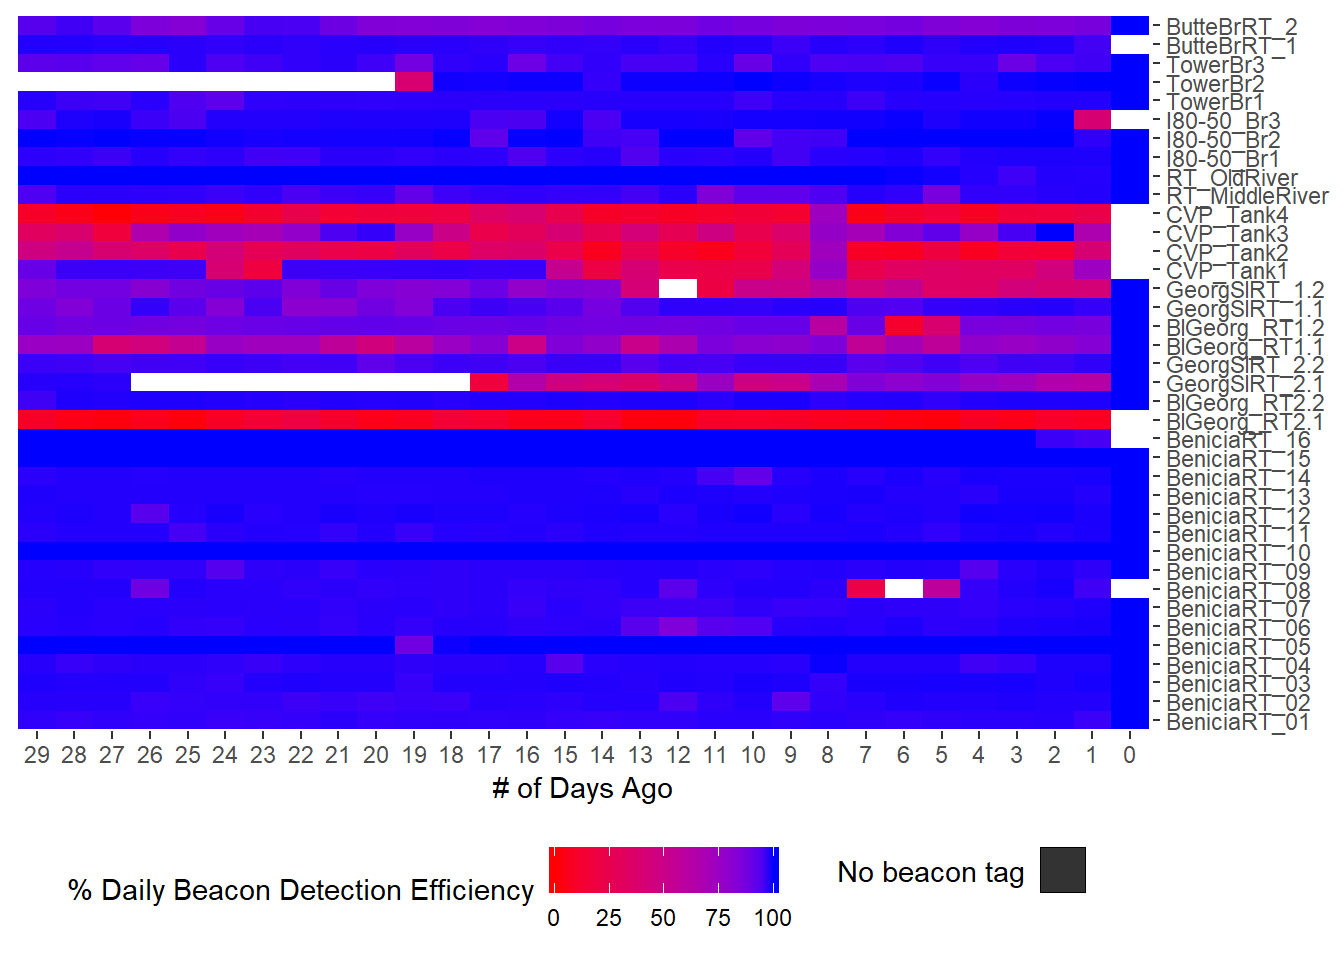 ButteBrRT_2
ButteBrRT_1
TowerBr3
TowerBr2
TowerBr1
I80-50_Br3
I80-50_Br2
I80-50_Br1
RT_OldRiver
RT_MiddleRiver
CVP_Tank4
CVP_Tank3
CVP_Tank2
CVP_Tank1
GeorgSlRT_1.2
GeorgSlRT_1.1
BlGeorg_RT1.2
BlGeorg_RT1.1
GeorgSlRT_2.2
GeorgSlRT_2.1
BlGeorg_RT2.2
BlGeorg_RT2.1
BeniciaRT_16
BeniciaRT_15
BeniciaRT_14
BeniciaRT_13
BeniciaRT_12
BeniciaRT_11
BeniciaRT_10
BeniciaRT_09
BeniciaRT_08
BeniciaRT_07
BeniciaRT_06
BeniciaRT_05
BeniciaRT_04
BeniciaRT_03
BeniciaRT_02
BeniciaRT_01
29 28 27 26 25 24 23 22 21 20 19 18 17 16 15 14 13 12 11 10 9 8 7 6 5 4 3 2 1 0
# of Days Ago
% Daily Beacon Detection Efficiency
0 25 50 75 100
No beacon tag